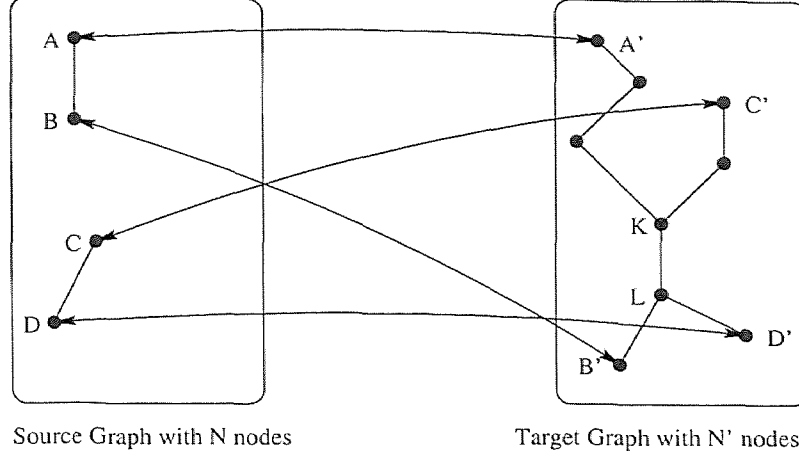 A
A'
C'
B
K
C
L
D
D'
B'
Source Graph with N nodes
Target Graph with N' nodes